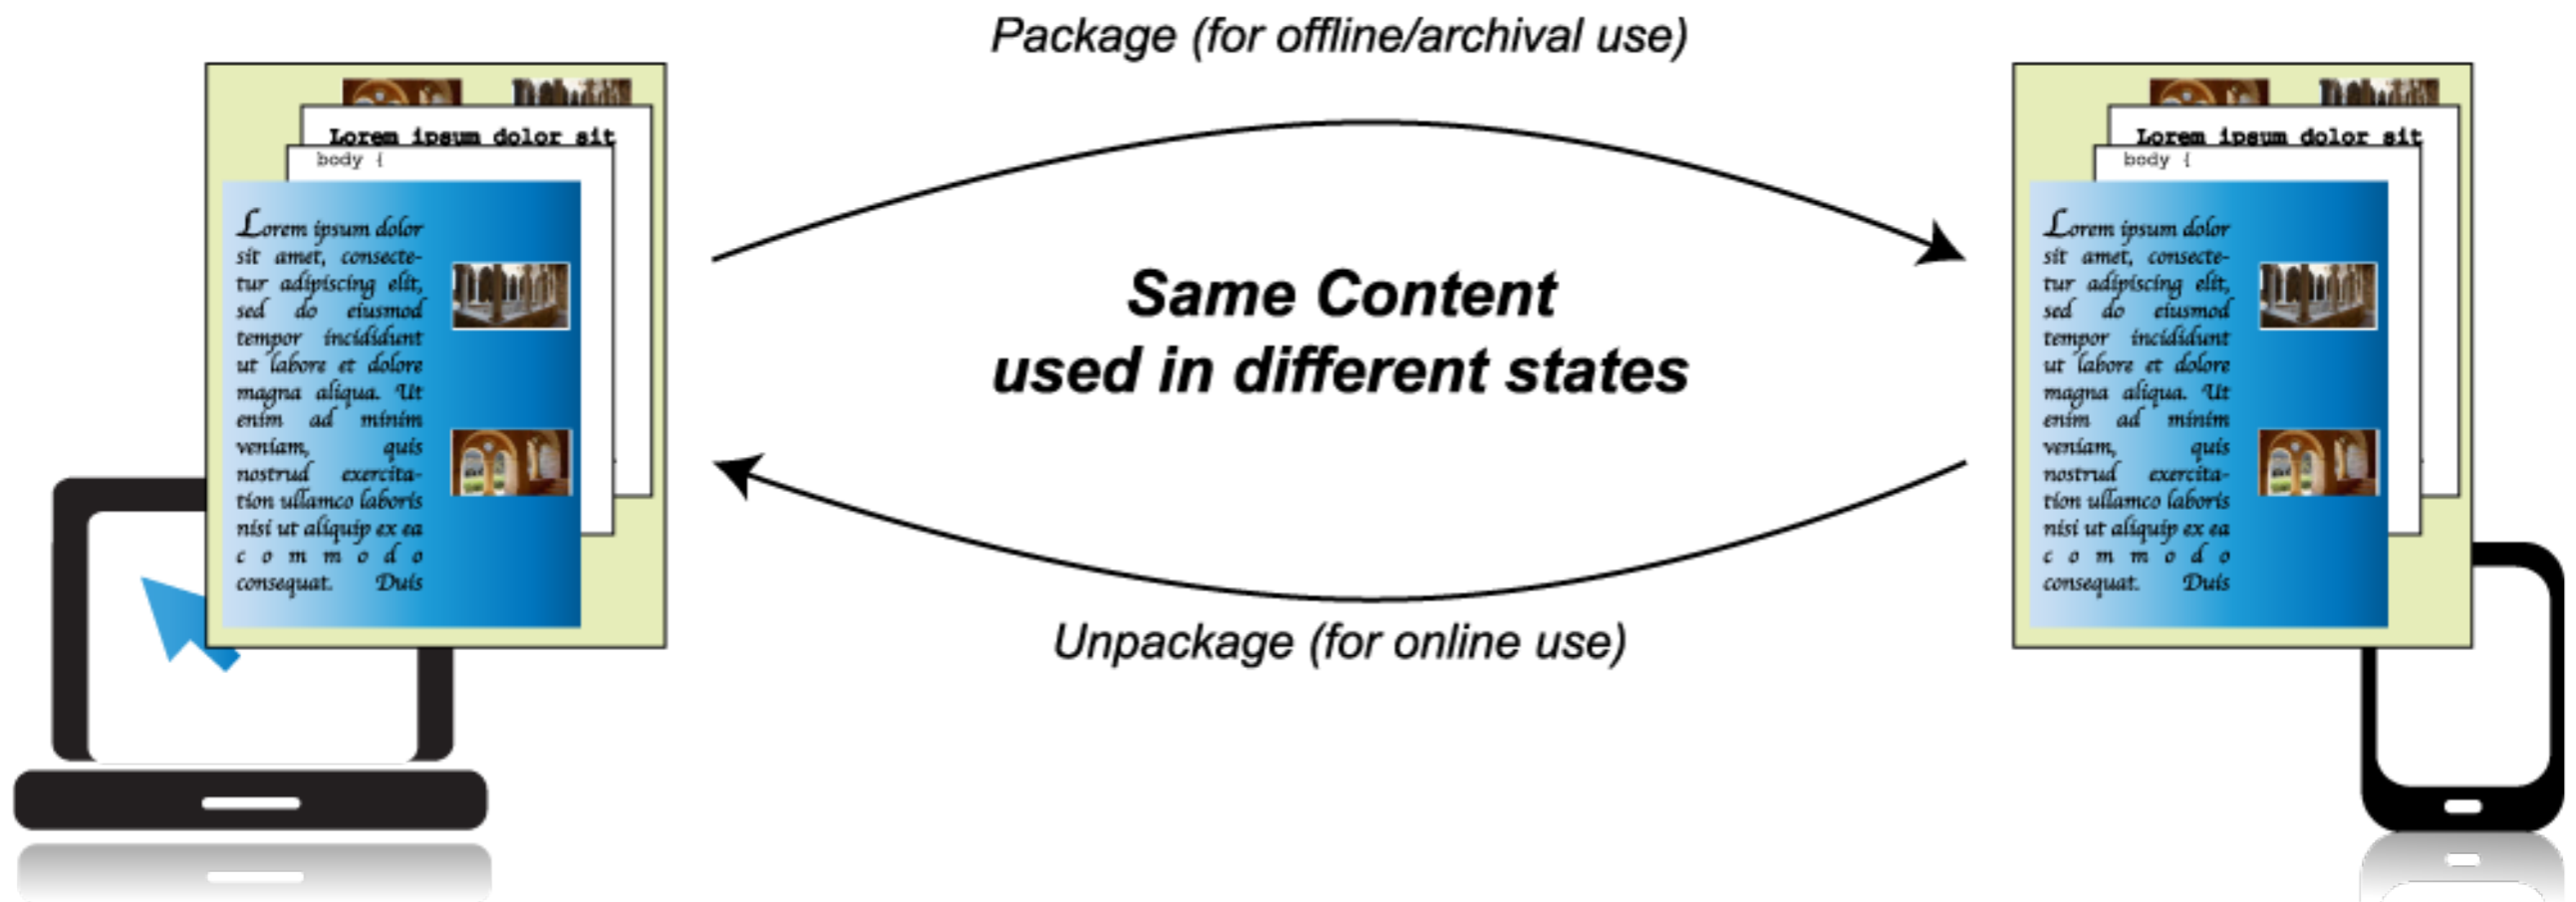 Package (for offline/archival use)
Lorem ipsum dolor sit
body {
Lorem ipsum dolor
sit amet, consecte-
tur adipiscing elit,
sed do eiusmod
tempor incididunt
ut labore et dolore
magna aliqua. Ut
enim ad minim
veniam, quis
nostrud exercita-
tion ullamco laboris
nisi ut aliquip ex ea
c o m m o d o
consequat. Duis
Same Content
used in different states
Unpackage (for online use)
Lorem ipsum dolor sit
body {
Lorem ipsum dolor
sit amet, consecte-
tur adipiscing elit,
sed do eiusmod
tempor incididunt
ut labore et dolore
magna aliqua. Ut
enim ad minim
veniam, quis
nostrud exercita-
tion ullamco laboris
nisi ut aliquip ex ea
c o m m o d o
consequat. Duis